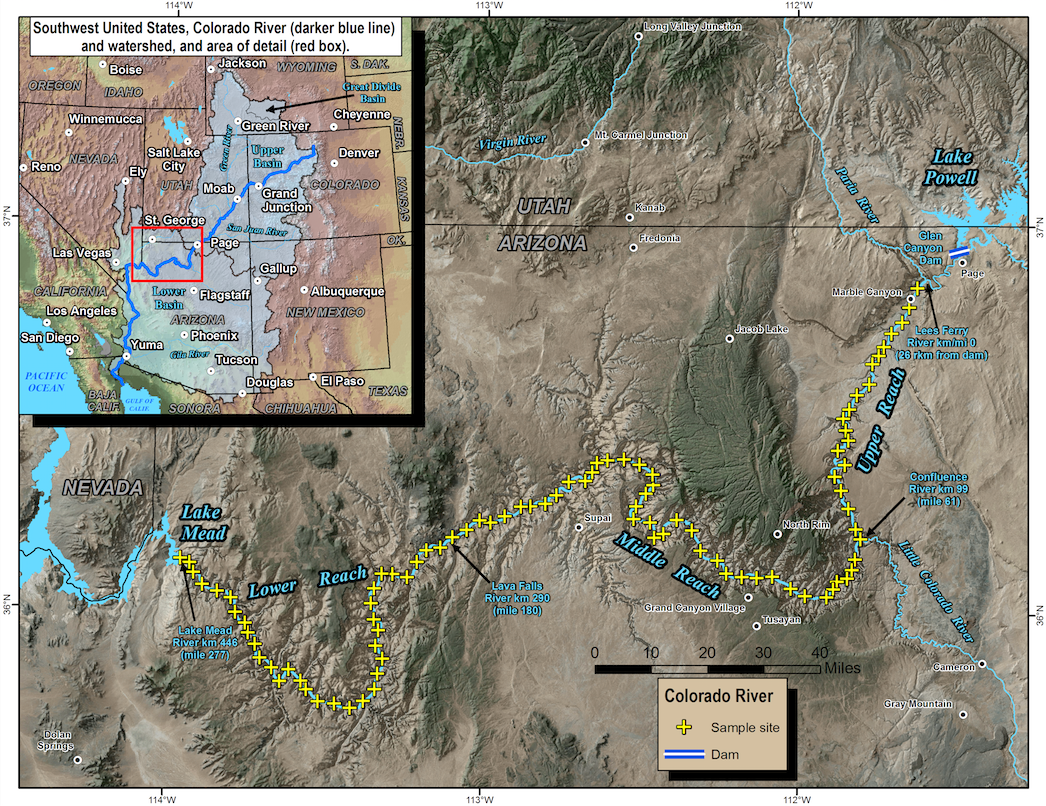 114°W
113°W
112°W
Southwest United States, Colorado River (darker blue line)
and watershed, and area of detail (red box).
Boise
Jackson
WYOMING
S. DAK.
OREGON
IDAHO
Great Divide
Basin
Winnemucca
Green River
Cheyenne
NEBR.
NEVADA
Salt Lake
City
Green River
Upper
Basin
Denver
Reno
Ely
UTAH
Moab
Grand
Junction
COLORADO
KANSAS
St. George
San Juan River
Page
OK.
Las Vegas
Gallup
CALIFORNIA
Lower
Basin
Flagstaff
Albuquerque
Los Angeles
ARIZONA
NEW MEXICO
San Diego
Phoenix
Yuma
Gila River
Tucson
PACIFIC
OCEAN
Douglas
El Paso
TEXAS
BAJA
CALIF.
GULF OF
CALIF.
SONORA
CHIHUAHUA
Long Valley Junction
Virgin River
Mt. Carmel Junction
Lake
Powell
Paria River
UTAH
Kanab
37°N
37°N
ARIZONA
Fredonia
Glen
Canyon
Dam
Page
Marble Canyon
Jacob Lake
Lees Ferry
River km/mi 0
(26 rkm from dam)
Upper Reach
NEVADA
Confluence
River km 99
(mile 61)
Lake
Mead
Supai
North Rim
Middle Reach
Little Colorado River
Lower Reach
Lava Falls
River km 290
(mile 180)
36°N
36°N
Grand Canyon Village
Tusayan
Lake Mead
River km 446
(mile 277)
0 10 20 30 40
Miles
Cameron
Colorado River
Sample site
Dam
Gray Mountain
Dolan
Springs
114°W
113°W
112°W